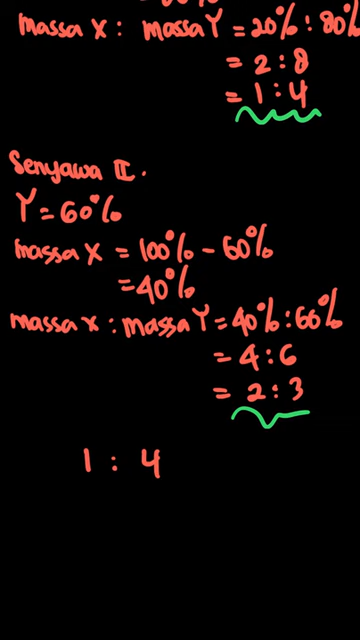 massa X : massa Y = 20% : 80%
= 2 : 8
= 1 : 4
Senyawa II.
Y = 60%
massa X = 100% - 60%
= 40%
massa X : massa Y = 40% : 60%
= 4 : 6
= 2 : 3
1 : 4